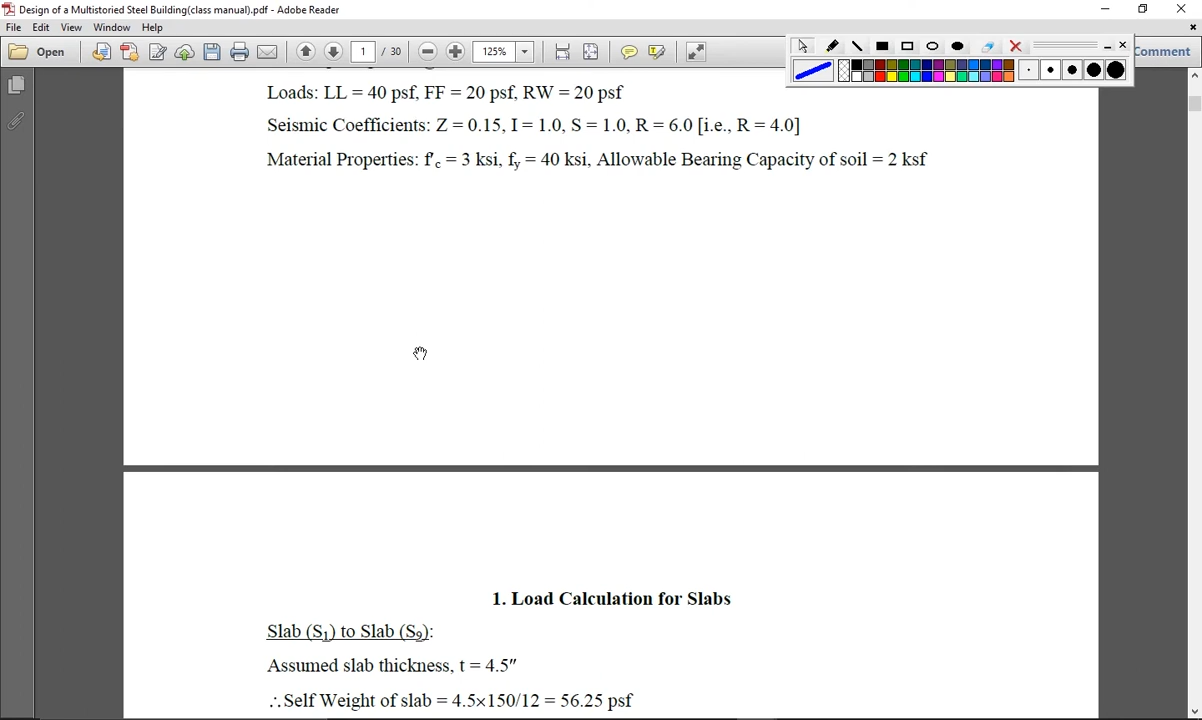 Design of a Multistoried Steel Building(class manual).pdf - Adobe Reader
File Edit View Window Help
Open 1 / 30 125% Comment
Loads: LL = 40 psf, FF = 20 psf, RW = 20 psf
Seismic Coefficients: Z = 0.15, I = 1.0, S = 1.0, R = 6.0 [i.e., R = 4.0]
Material Properties: f′c = 3 ksi, fy = 40 ksi, Allowable Bearing Capacity of soil = 2 ksf
1. Load Calculation for Slabs
Slab (S1) to Slab (S9):
Assumed slab thickness, t = 4.5″
∴Self Weight of slab = 4.5×150/12 = 56.25 psf